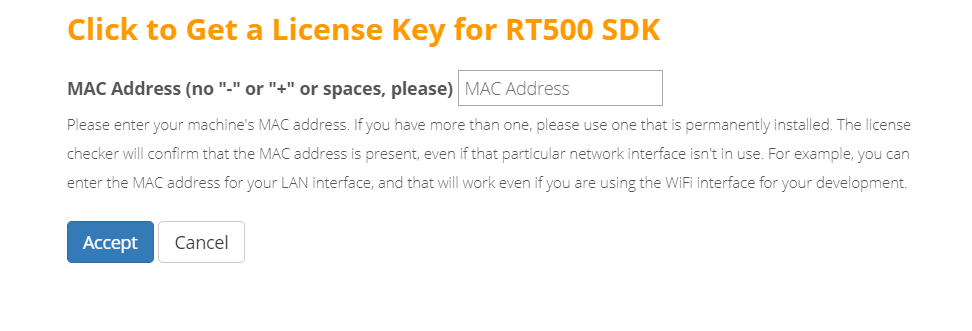 Click to Get a License Key for RT500 SDK
MAC Address (no "-" or "+" or spaces, please) MAC Address
Please enter your machine's MAC address. If you have more than one, please use one that is permanently installed. The license
checker will confirm that the MAC address is present, even if that particular network interface isn't in use. For example, you can
enter the MAC address for your LAN interface, and that will work even if you are using the WiFi interface for your development.
Accept Cancel